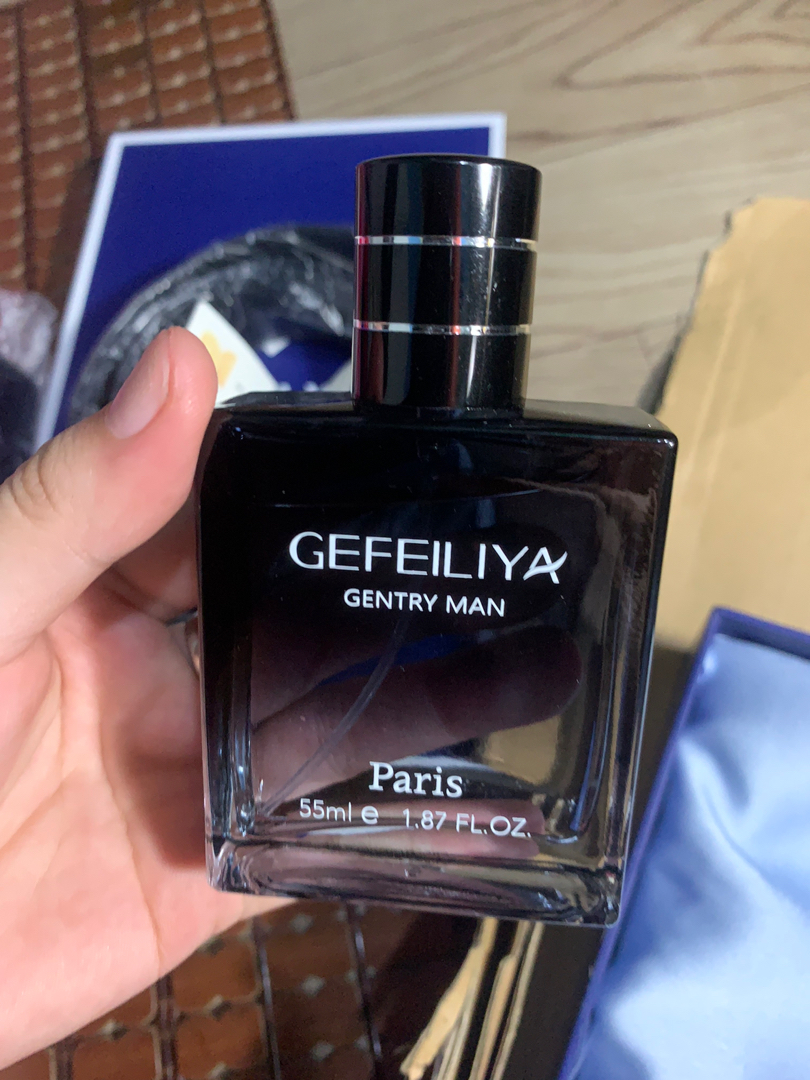 GEFEILIYA
GENTRY MAN
Paris
55ml ℮ 1.87 FL.OZ.